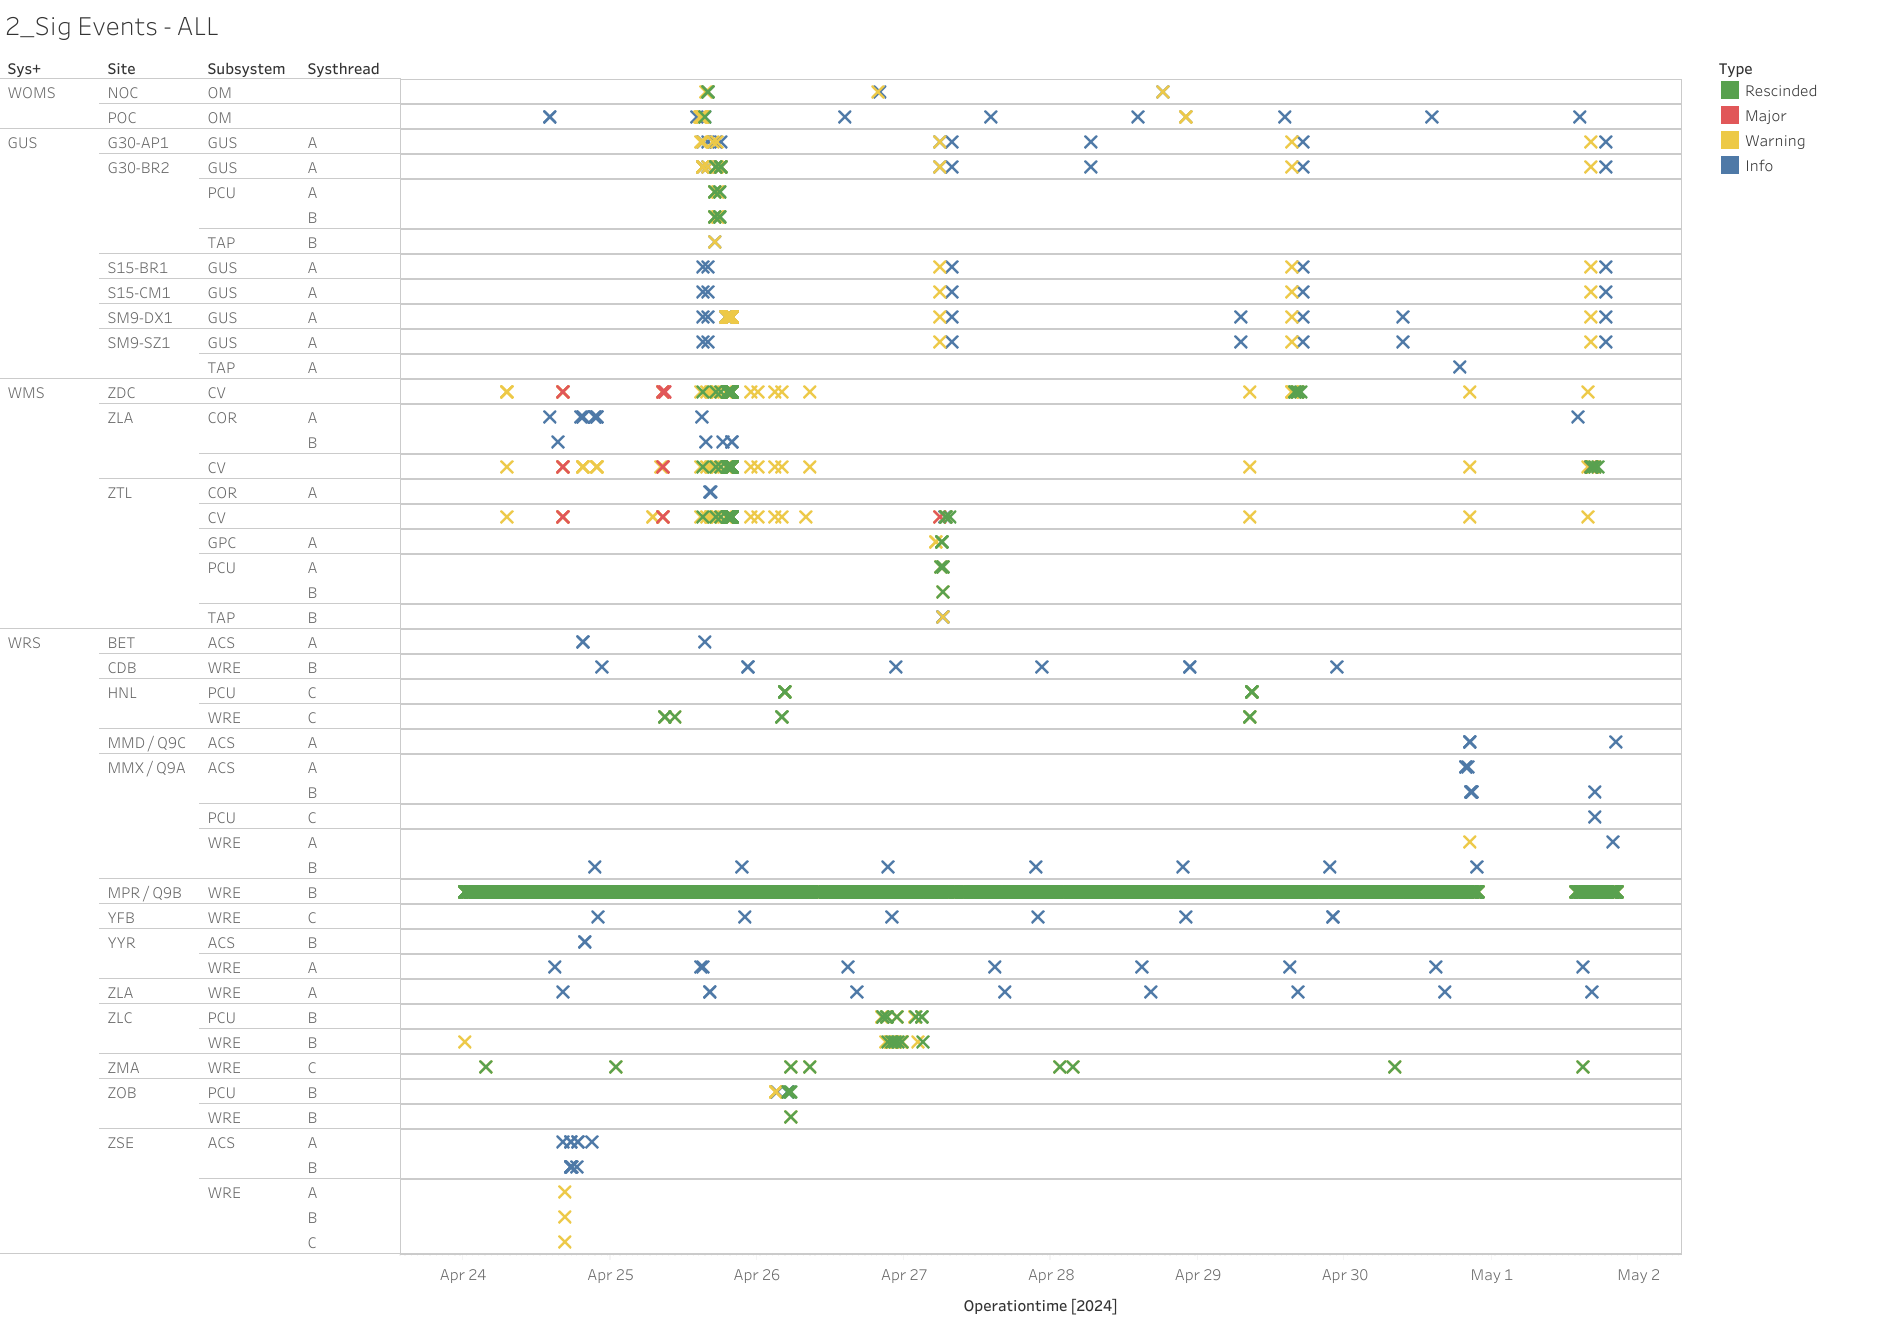 2_Sig Events - ALL
Sys+ Site Subsystem Systhread Type
WOMS NOC OM Rescinded
POC OM Major
GUS G30-AP1 GUS A Warning
G30-BR2 GUS A Info
PCU A
B
TAP B
S15-BR1 GUS A
S15-CM1 GUS A
SM9-DX1 GUS A
SM9-SZ1 GUS A
TAP A
WMS ZDC CV
ZLA COR A
B
CV
ZTL COR A
CV
GPC A
PCU A
B
TAP B
WRS BET ACS A
CDB WRE B
HNL PCU C
WRE C
MMD / Q9C ACS A
MMX / Q9A ACS A
B
PCU C
WRE A
B
MPR / Q9B WRE B
YFB WRE C
YYR ACS B
WRE A
ZLA WRE A
ZLC PCU B
WRE B
ZMA WRE C
ZOB PCU B
WRE B
ZSE ACS A
B
WRE A
B
C
Apr 24 Apr 25 Apr 26 Apr 27 Apr 28 Apr 29 Apr 30 May 1 May 2
Operationtime [2024]